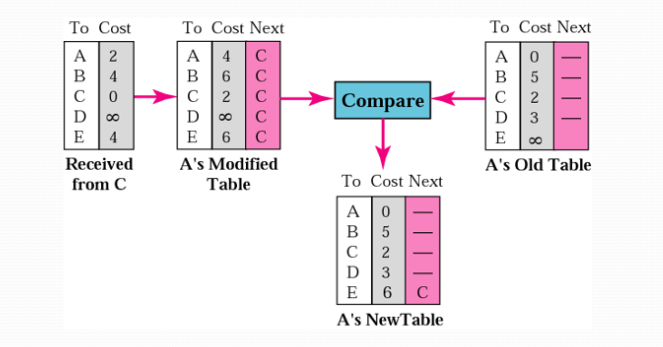 To Cost
A 2
B 4
C 0
D ∞
E 4
Received
from C
To Cost Next
A 4 C
B 6 C
C 2 C
D ∞ C
E 6 C
A's Modified
Table
Compare
To Cost Next
A 0 —
B 5 —
C 2 —
D 3 —
E ∞
A's Old Table
To Cost Next
A 0 —
B 5 —
C 2 —
D 3 —
E 6 C
A's NewTable